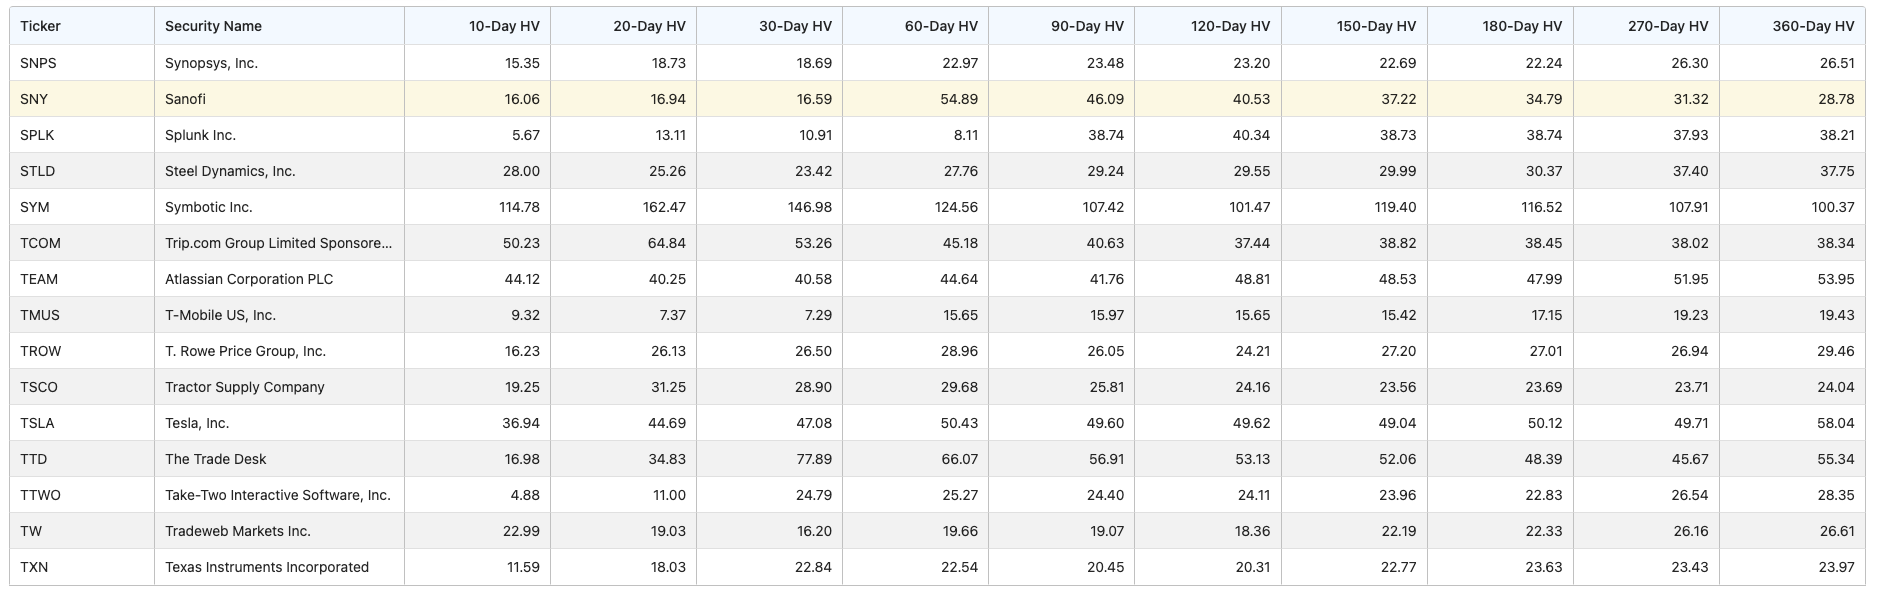 Ticker Security Name 10-Day HV 20-Day HV 30-Day HV 60-Day HV 90-Day HV 120-Day HV 150-Day HV 180-Day HV 270-Day HV 360-Day HV
SNPS Synopsys, Inc. 15.35 18.73 18.69 22.97 23.48 23.20 22.69 22.24 26.30 26.51
SNY Sanofi 16.06 16.94 16.59 54.89 46.09 40.53 37.22 34.79 31.32 28.78
SPLK Splunk Inc. 5.67 13.11 10.91 8.11 38.74 40.34 38.73 38.74 37.93 38.21
STLD Steel Dynamics, Inc. 28.00 25.26 23.42 27.76 29.24 29.55 29.99 30.37 37.40 37.75
SYM Symbotic Inc. 114.78 162.47 146.98 124.56 107.42 101.47 119.40 116.52 107.91 100.37
TCOM Trip.com Group Limited Sponsore... 50.23 64.84 53.26 45.18 40.63 37.44 38.82 38.45 38.02 38.34
TEAM Atlassian Corporation PLC 44.12 40.25 40.58 44.64 41.76 48.81 48.53 47.99 51.95 53.95
TMUS T-Mobile US, Inc. 9.32 7.37 7.29 15.65 15.97 15.65 15.42 17.15 19.23 19.43
TROW T. Rowe Price Group, Inc. 16.23 26.13 26.50 28.96 26.05 24.21 27.20 27.01 26.94 29.46
TSCO Tractor Supply Company 19.25 31.25 28.90 29.68 25.81 24.16 23.56 23.69 23.71 24.04
TSLA Tesla, Inc. 36.94 44.69 47.08 50.43 49.60 49.62 49.04 50.12 49.71 58.04
TTD The Trade Desk 16.98 34.83 77.89 66.07 56.91 53.13 52.06 48.39 45.67 55.34
TTWO Take-Two Interactive Software, Inc. 4.88 11.00 24.79 25.27 24.40 24.11 23.96 22.83 26.54 28.35
TW Tradeweb Markets Inc. 22.99 19.03 16.20 19.66 19.07 18.36 22.19 22.33 26.16 26.61
TXN Texas Instruments Incorporated 11.59 18.03 22.84 22.54 20.45 20.31 22.77 23.63 23.43 23.97